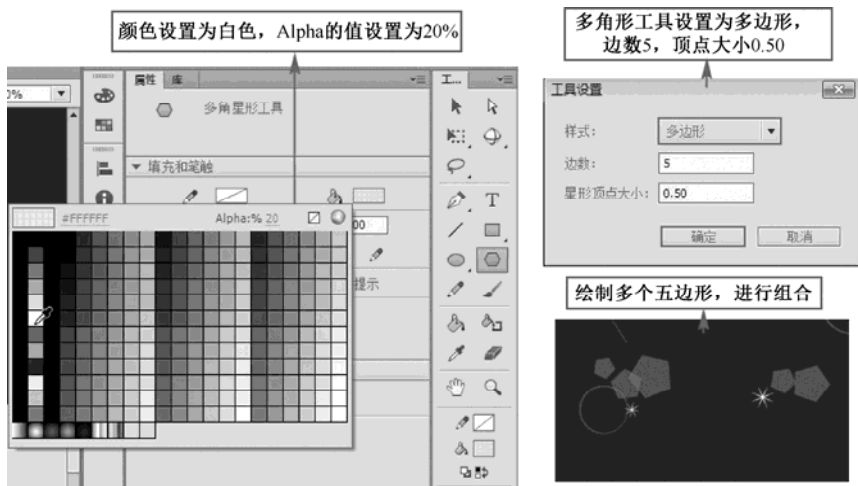 颜色设置为白色，Alpha的值设置为20%
多角形工具设置为多边形，
边数5，顶点大小0.50
0%
属性
库
工...
多角星形工具
填充和笔触
#FFFFFF
Alpha:% 20
00
提示
T
工具设置
样式：
多边形
边数：
5
星形顶点大小：
0.50
确定
取消
绘制多个五边形，进行组合